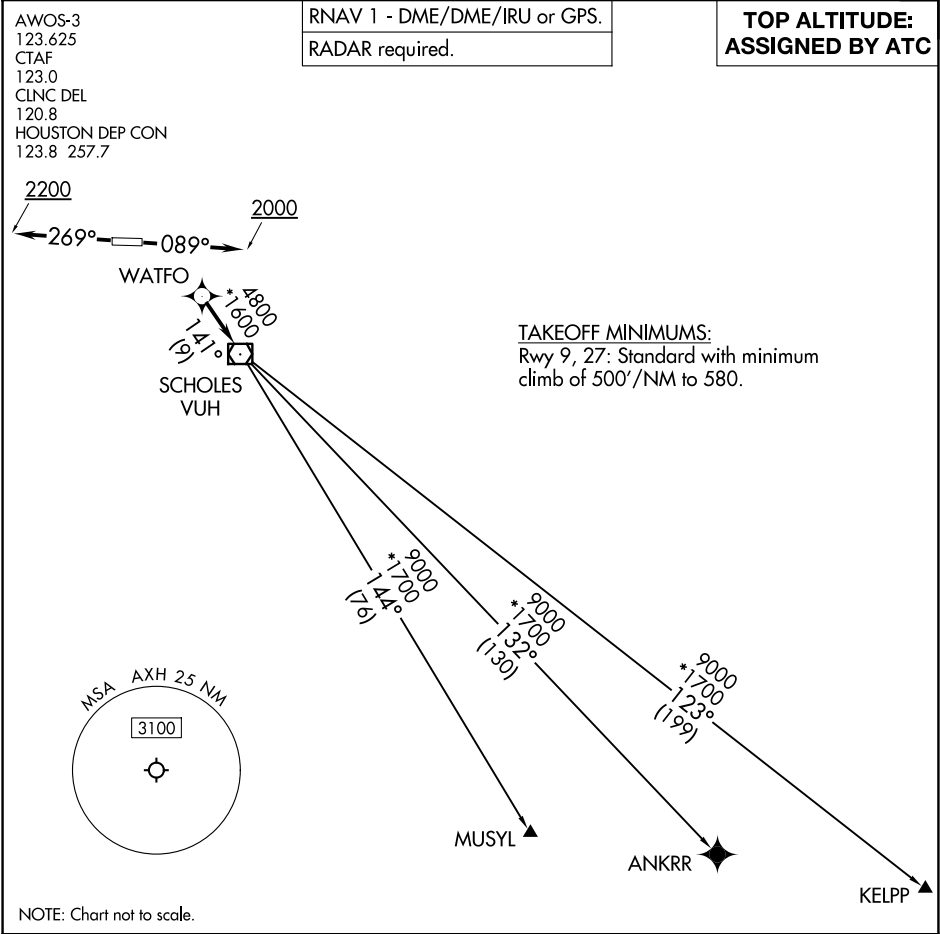 AWOS-3
123.625
CTAF
123.0
CLNC DEL
120.8
HOUSTON DEP CON
123.8 257.7
RNAV 1 - DME/DME/IRU or GPS.
RADAR required.
TOP ALTITUDE:
ASSIGNED BY ATC
2200
2000
269°
089°
WATFO
4800
*1600
141°
(9)
SCHOLES
VUH
TAKEOFF MINIMUMS:
Rwy 9, 27: Standard with minimum
climb of 500'/NM to 580.
9000
*1700
144°
(76)
9000
*1700
132°
(130)
9000
*1700
123°
(199)
MSA AXH 25 NM
3100
MUSYL
ANKRR
KELPP
NOTE: Chart not to scale.